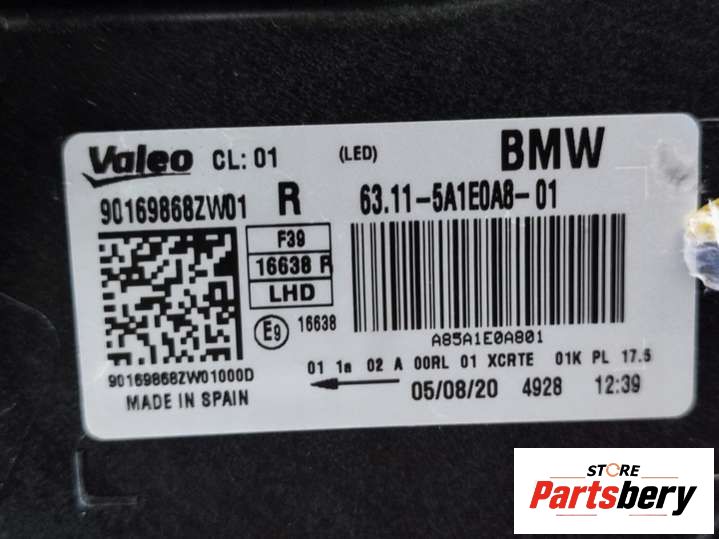 Valeo CL: 01 (LED) BMW
90169868ZW01 R 63.11-5A1E0A8-01
F39
16638 R
LHD
E9 16638
A85A1E0A801
90169868ZW01000D
01 1a 02 A 00RL 01 XCRTE 01K PL 17.5
MADE IN SPAIN
05/08/20 4928 12:39
STORE
Partsbery